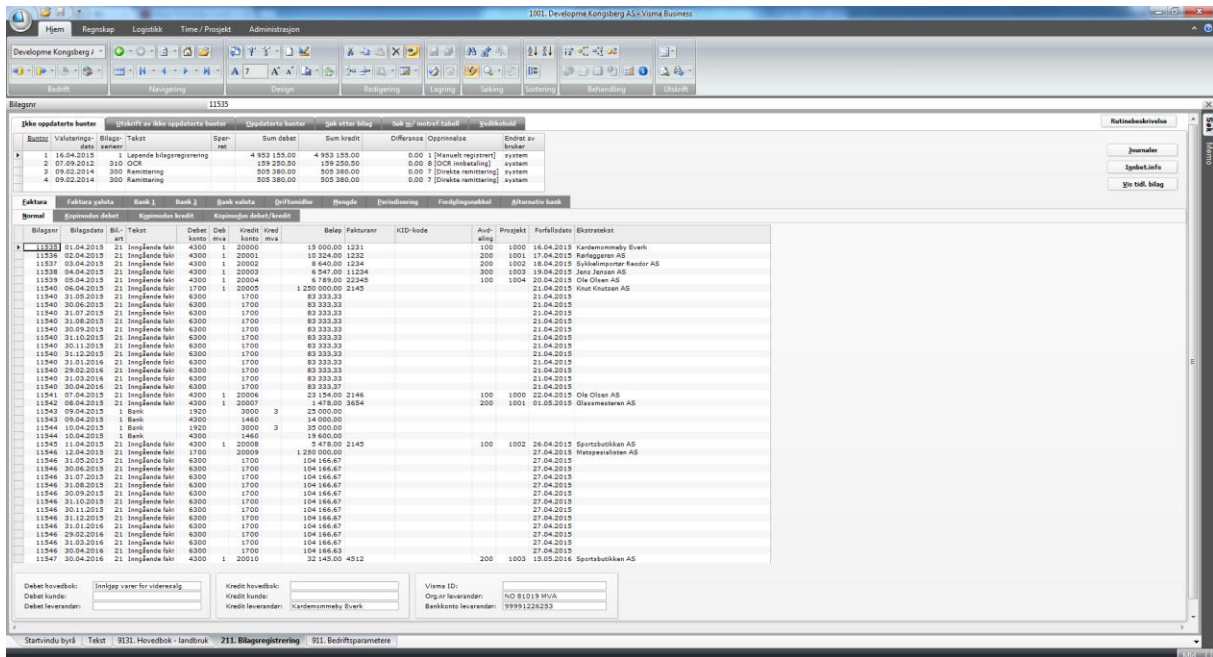 1001. Developme Kongsberg AS - Visma Business
Hjem Regnskap Logistikk Time / Prosjekt Administrasjon
Developme Kongsberg A
A 7
Bedrift Navigering Design Redigering Lagring Søking Sortering Behandling Utskrift
Bilagsnr 11535
Ikke oppdaterte bunter Utskrift av ikke oppdaterte bunter Oppdaterte bunter Søk etter bilag Søk m/ motref.tabell Vedlikehold Rutinebeskrivelse
Buntnr Valuterings- Bilags- Tekst Sper- Sum debet Sum kredit Differanse Opprinnelse Endret av
dato serienr ret bruker
1 16.04.2015 1 Løpende bilagsregistrering 4 953 155,00 4 953 155,00 0,00 1 [Manuelt registrert] system
2 07.09.2012 310 OCR 159 250,50 159 250,50 0,00 8 [OCR innbetaling] system
3 09.02.2014 300 Remittering 505 380,00 505 380,00 0,00 7 [Direkte remittering] system
4 09.02.2014 300 Remittering 505 380,00 505 380,00 0,00 7 [Direkte remittering] system
Journaler
Innbet.info
Vis tidl. bilag
Søk
Memo
Faktura Faktura valuta Bank 1 Bank 2 Bank valuta Driftsmidler Mengde Periodisering Fordelingsnøkkel Alternativ bank
Normal Kopimodus debet Kopimodus kredit Kopimodus debet/kredit
Bilagsnr Bilagsdato Bil.- Tekst Debet Deb Kredit Kred Beløp Fakturanr KID-kode Avd- Prosjekt Forfallsdato Ekstratekst
art konto mva konto mva eling
11535 01.04.2015 21 Inngående fakt 4300 1 20000 15 000,00 1231 100 1000 16.04.2015 Kardemommeby Everk
11536 02.04.2015 21 Inngående fakt 4300 1 20001 10 324,00 1232 200 1001 17.04.2015 Rørleggeren AS
11537 03.04.2015 21 Inngående fakt 4300 1 20002 8 640,00 1234 200 1002 18.04.2015 Sykkelimportør Reodor AS
11538 04.04.2015 21 Inngående fakt 4300 1 20003 6 547,00 11234 300 1003 19.04.2015 Jens Jensen AS
11539 05.04.2015 21 Inngående fakt 4300 1 20004 6 789,00 22345 100 1004 20.04.2015 Ole Olsen AS
11540 06.04.2015 21 Inngående fakt 1700 1 20005 1 250 000,00 2145 21.04.2015 Knut Knutsen AS
11540 31.05.2015 21 Inngående fakt 6300 1700 83 333,33 21.04.2015
11540 30.06.2015 21 Inngående fakt 6300 1700 83 333,33 21.04.2015
11540 31.07.2015 21 Inngående fakt 6300 1700 83 333,33 21.04.2015
11540 31.08.2015 21 Inngående fakt 6300 1700 83 333,33 21.04.2015
11540 30.09.2015 21 Inngående fakt 6300 1700 83 333,33 21.04.2015
11540 31.10.2015 21 Inngående fakt 6300 1700 83 333,33 21.04.2015
11540 30.11.2015 21 Inngående fakt 6300 1700 83 333,33 21.04.2015
11540 31.12.2015 21 Inngående fakt 6300 1700 83 333,33 21.04.2015
11540 31.01.2016 21 Inngående fakt 6300 1700 83 333,33 21.04.2015
11540 29.02.2016 21 Inngående fakt 6300 1700 83 333,33 21.04.2015
11540 31.03.2016 21 Inngående fakt 6300 1700 83 333,33 21.04.2015
11540 30.04.2016 21 Inngående fakt 6300 1700 83 333,37 21.04.2015
11541 07.04.2015 21 Inngående fakt 4300 1 20006 23 154,00 2146 100 1000 22.04.2015 Ole Olsen AS
11542 08.04.2015 21 Inngående fakt 4300 1 20007 1 478,00 3654 200 1001 01.05.2015 Glassmesteren AS
11543 09.04.2015 1 Bank 1920 3000 3 25 000,00
11543 09.04.2015 1 Bank 4300 1460 14 000,00
11544 10.04.2015 1 Bank 1920 3000 3 35 000,00
11544 10.04.2015 1 Bank 4300 1460 19 600,00
11545 11.04.2015 21 Inngående fakt 4300 1 20008 5 478,00 2145 100 1002 26.04.2015 Sportsbutikken AS
11546 12.04.2015 21 Inngående fakt 1700 20009 1 250 000,00 27.04.2015 Matspesialisten AS
11546 31.05.2015 21 Inngående fakt 6300 1700 104 166,67 27.04.2015
11546 30.06.2015 21 Inngående fakt 6300 1700 104 166,67 27.04.2015
11546 31.07.2015 21 Inngående fakt 6300 1700 104 166,67 27.04.2015
11546 31.08.2015 21 Inngående fakt 6300 1700 104 166,67 27.04.2015
11546 30.09.2015 21 Inngående fakt 6300 1700 104 166,67 27.04.2015
11546 31.10.2015 21 Inngående fakt 6300 1700 104 166,67 27.04.2015
11546 30.11.2015 21 Inngående fakt 6300 1700 104 166,67 27.04.2015
11546 31.12.2015 21 Inngående fakt 6300 1700 104 166,67 27.04.2015
11546 31.01.2016 21 Inngående fakt 6300 1700 104 166,67 27.04.2015
11546 29.02.2016 21 Inngående fakt 6300 1700 104 166,67 27.04.2015
11546 31.03.2016 21 Inngående fakt 6300 1700 104 166,67 27.04.2015
11546 30.04.2016 21 Inngående fakt 6300 1700 104 166,63 27.04.2015
11547 30.04.2016 21 Inngående fakt 4300 1 20010 32 145,00 4512 200 1003 15.05.2016 Sportsbutikken AS
Debet hovedbok: Innkjøp varer for videresalg Kredit hovedbok: Visma ID:
Debet kunde: Kredit kunde: Org.nr leverandør: NO 81019 MVA
Debet leverandør: Kredit leverandør: Kardemommeby Everk Bankkonto leverandør: 99991226253
Startvindu byrå Tekst 9131. Hovedbok - landbruk 211. Bilagsregistrering 911. Bedriftsparametere